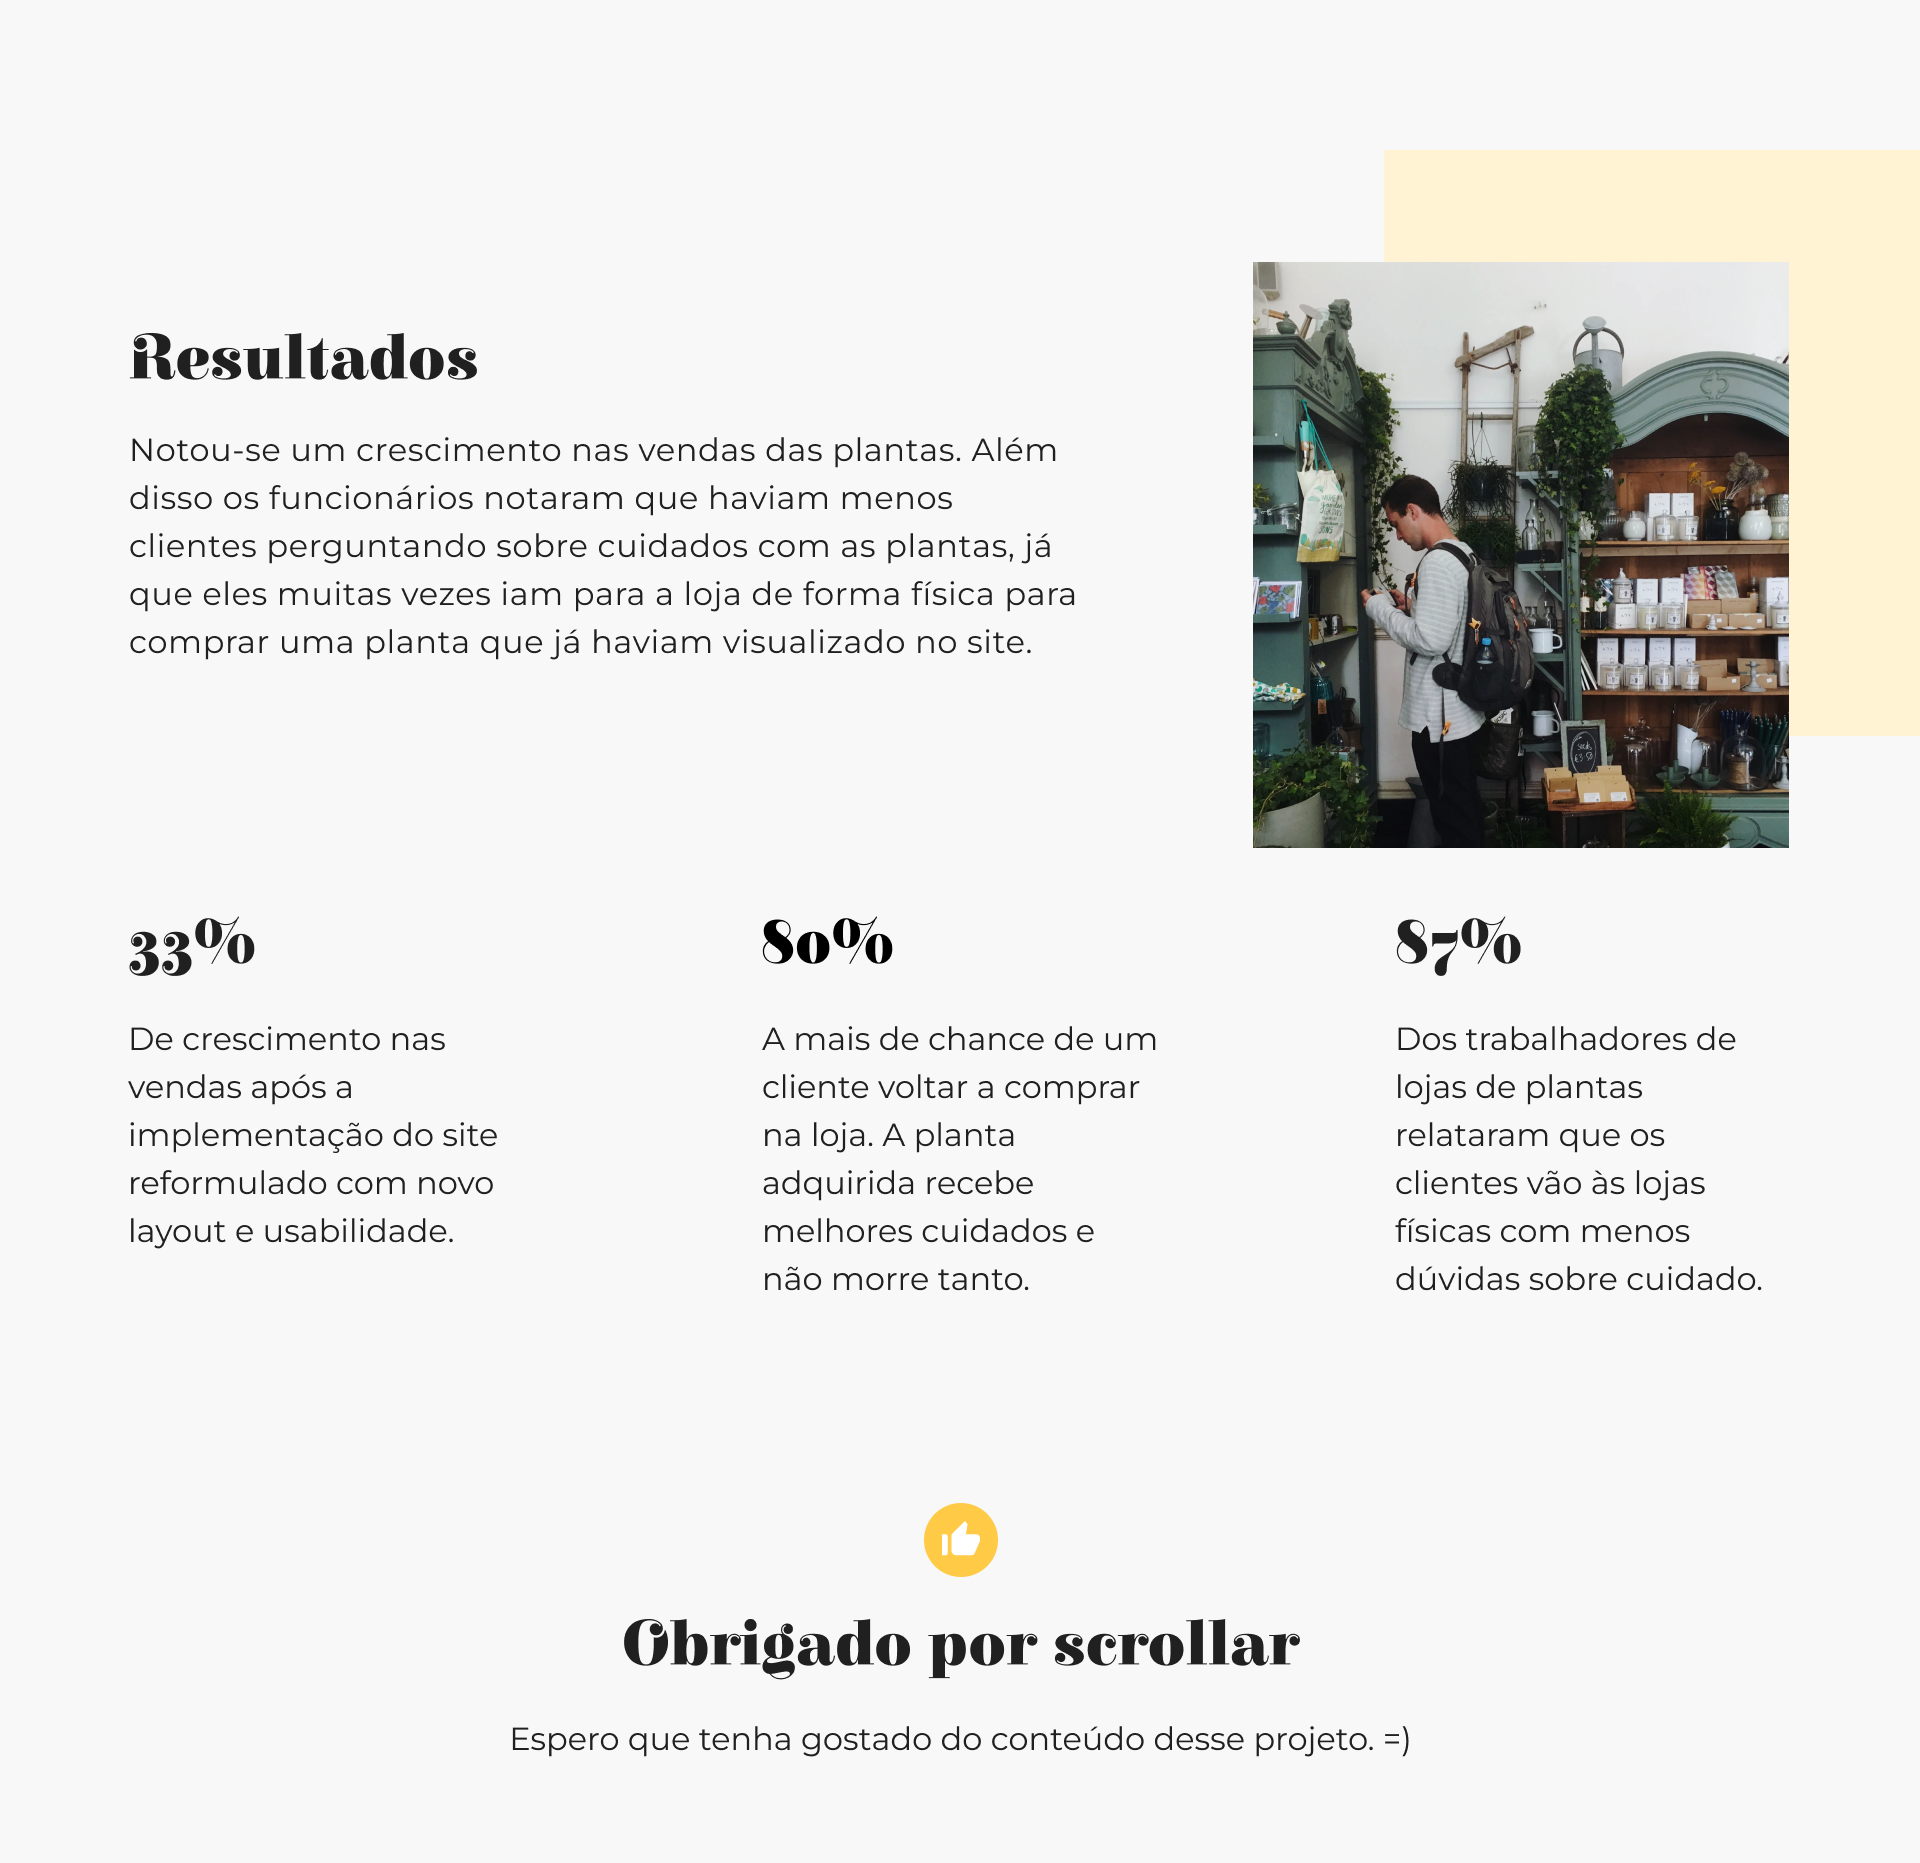 Resultados
Notou-se um crescimento nas vendas das plantas. Além
disso os funcionários notaram que haviam menos
clientes perguntando sobre cuidados com as plantas, já
que eles muitas vezes iam para a loja de forma física para
comprar uma planta que já haviam visualizado no site.
33%
De crescimento nas
vendas após a
implementação do site
reformulado com novo
layout e usabilidade.
80%
A mais de chance de um
cliente voltar a comprar
na loja. A planta
adquirida recebe
melhores cuidados e
não morre tanto.
87%
Dos trabalhadores de
lojas de plantas
relataram que os
clientes vão às lojas
físicas com menos
dúvidas sobre cuidado.
Obrigado por scrollar
Espero que tenha gostado do conteúdo desse projeto. =)